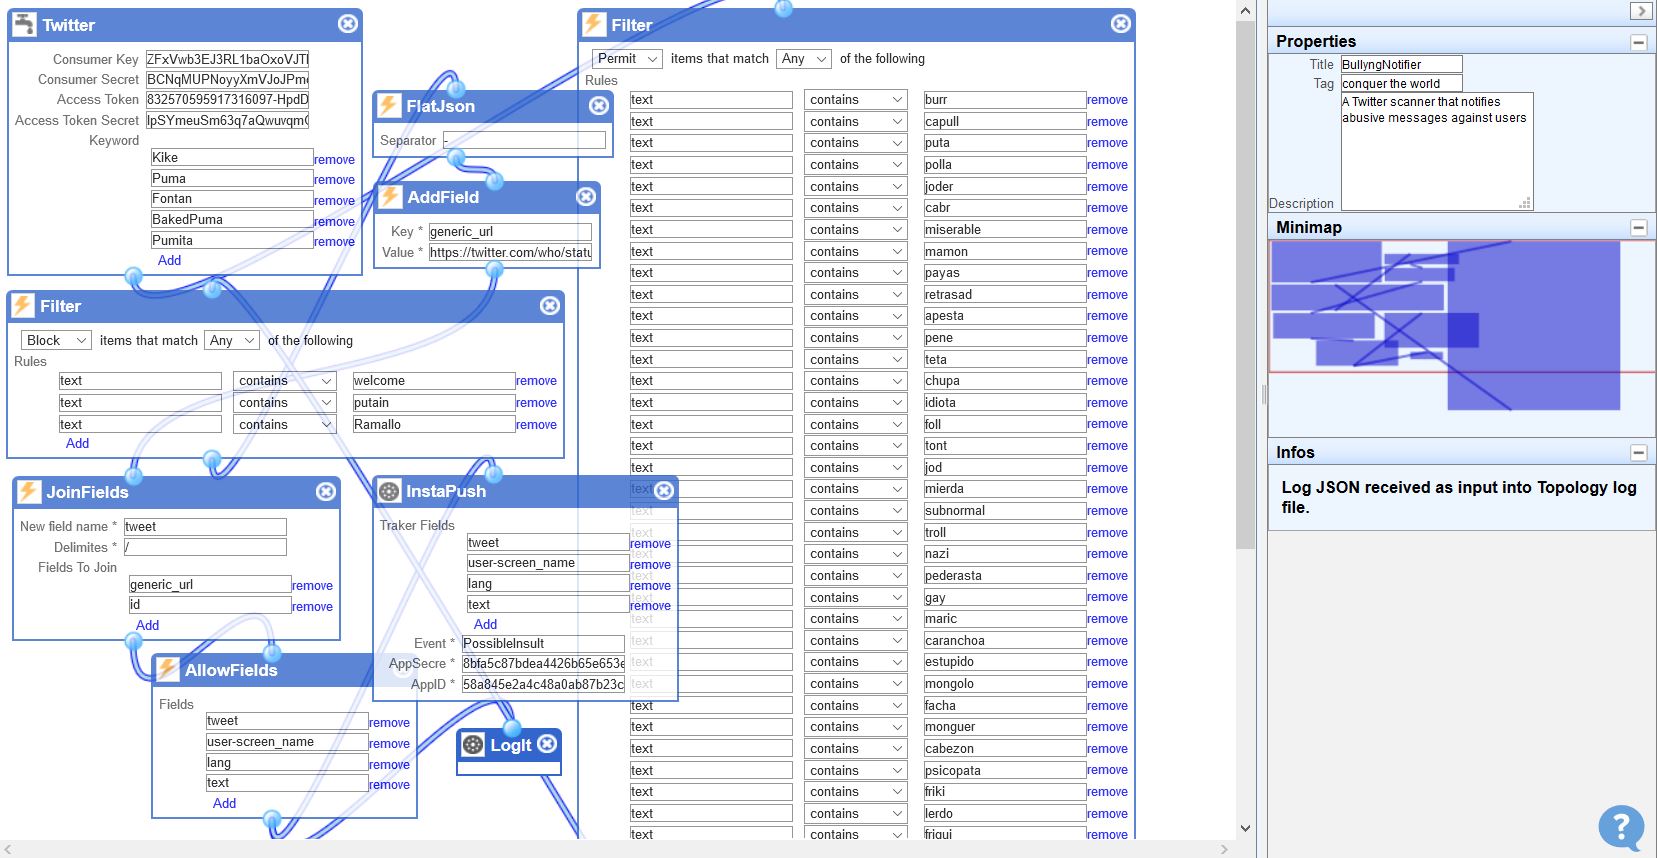 Twitter
Consumer Key ZFxVwb3EJ3RL1baOxoVJTI
Consumer Secret BCNqMUPNoyyXmVJoJPm
Access Token 832570595917316097-HpdD
Access Token Secret lpSYmeuSm63q7aQwuvqm
Keyword
Kike remove
Puma remove
Fontan remove
BakedPuma remove
Pumita remove
Add
FlatJson
Separator -
AddField
Key * generic_url
Value * https://twitter.com/who/statu
Filter
Block items that match Any of the following
Rules
text contains welcome remove
text contains putain remove
text contains Ramallo remove
Add
JoinFields
New field name * tweet
Delimites * /
Fields To Join
generic_url remove
id remove
Add
AllowFields
Fields
tweet remove
user-screen_name remove
lang remove
text remove
Add
InstaPush
Traker Fields
tweet remove
user-screen_name remove
lang remove
text remove
Add
Event * PossibleInsult
AppSecre * 8bfa5c87bdea4426b65e653e
AppID * 58a845e2a4c48a0ab87b23c
LogIt
Filter
Permit items that match Any of the following
Rules
text contains burr remove
text contains capull remove
text contains puta remove
text contains polla remove
text contains joder remove
text contains cabr remove
text contains miserable remove
text contains mamon remove
text contains payas remove
text contains retrasad remove
text contains apesta remove
text contains pene remove
text contains teta remove
text contains chupa remove
text contains idiota remove
text contains foll remove
text contains tont remove
text contains jod remove
text contains mierda remove
text contains subnormal remove
text contains troll remove
text contains nazi remove
text contains pederasta remove
text contains gay remove
text contains maric remove
text contains caranchoa remove
text contains estupido remove
text contains mongolo remove
text contains facha remove
text contains monguer remove
text contains cabezon remove
text contains psicopata remove
text contains friki remove
text contains lerdo remove
text contains friqui remove
Properties
Title BullyngNotifier
Tag conquer the world
A Twitter scanner that notifies
abusive messages against users
Description
Minimap
Infos
Log JSON received as input into Topology log
file.
?